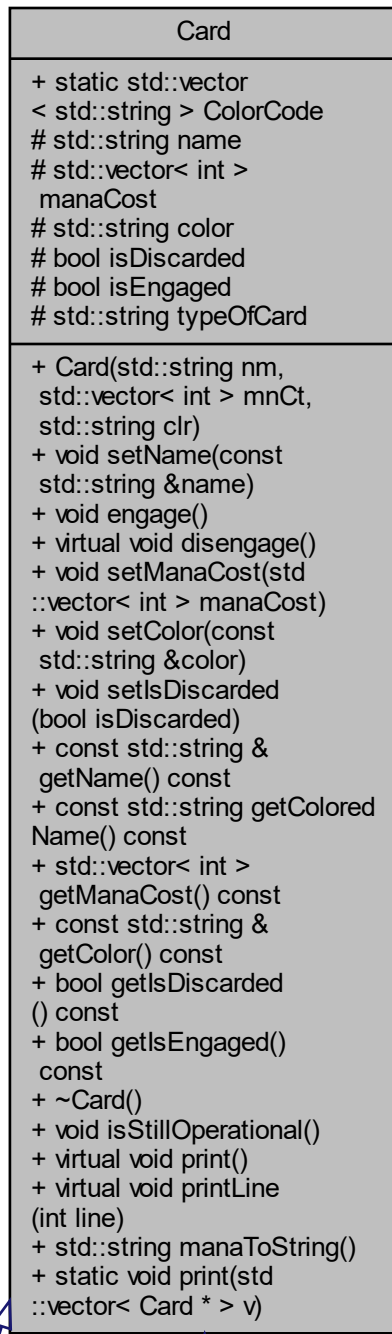 Card
+ static std::vector
< std::string > ColorCode
# std::string name
# std::vector< int >
manaCost
# std::string color
# bool isDiscarded
# bool isEngaged
# std::string typeOfCard
+ Card(std::string nm,
std::vector< int > mnCt,
std::string clr)
+ void setName(const
std::string &name)
+ void engage()
+ virtual void disengage()
+ void setManaCost(std
::vector< int > manaCost)
+ void setColor(const
std::string &color)
+ void setIsDiscarded
(bool isDiscarded)
+ const std::string &
getName() const
+ const std::string getColored
Name() const
+ std::vector< int >
getManaCost() const
+ const std::string &
getColor() const
+ bool getIsDiscarded
() const
+ bool getIsEngaged()
const
+ ~Card()
+ void isStillOperational()
+ virtual void print()
+ virtual void printLine
(int line)
+ std::string manaToString()
+ static void print(std
::vector< Card * > v)